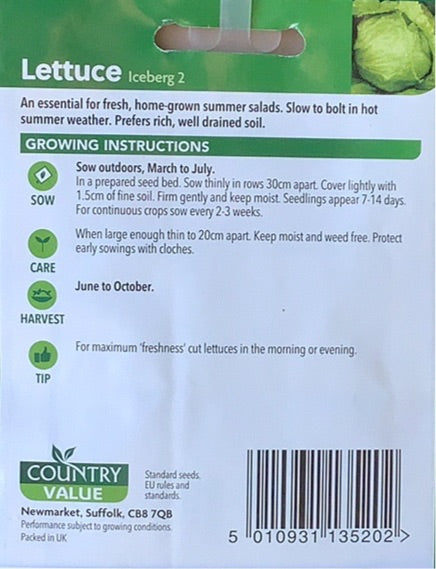 Lettuce Iceberg 2
An essential for fresh, home-grown summer salads. Slow to bolt in hot
summer weather. Prefers rich, well drained soil.
GROWING INSTRUCTIONS
SOW
Sow outdoors, March to July.
In a prepared seed bed. Sow thinly in rows 30cm apart. Cover lightly with
1.5cm of fine soil. Firm gently and keep moist. Seedlings appear 7-14 days.
For continuous crops sow every 2-3 weeks.
CARE
When large enough thin to 20cm apart. Keep moist and weed free. Protect
early sowings with cloches.
HARVEST
June to October.
TIP
For maximum 'freshness' cut lettuces in the morning or evening.
COUNTRY
VALUE
Standard seeds.
EU rules and
standards.
Newmarket, Suffolk, CB8 7QB
Performance subject to growing conditions.
Packed in UK
5 010931 135202 >